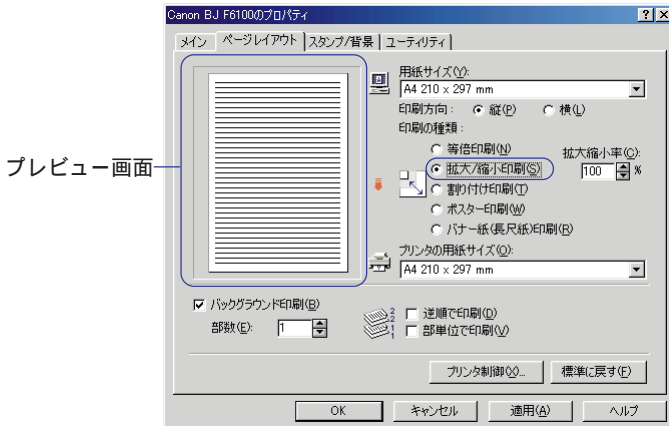 Canon BJ F6100のプロパティ
メイン ページレイアウト スタンプ/背景 ユーティリティ
用紙サイズ(Y):
A4 210 x 297 mm
印刷方向: 縦(P) 横(L)
印刷の種類:
等倍印刷(N)
拡大/縮小印刷(S)
拡大縮小率(C):
100 %
割り付け印刷(T)
ポスター印刷(W)
バナー紙(長尺紙)印刷(R)
プリンタの用紙サイズ(O):
A4 210 x 297 mm
プレビュー画面
バックグラウンド印刷(B)
部数(E): 1
2
2
1
1
逆順で印刷(D)
部単位で印刷(V)
プリンタ制御(X)... 標準に戻す(F)
OK キャンセル 適用(A) ヘルプ